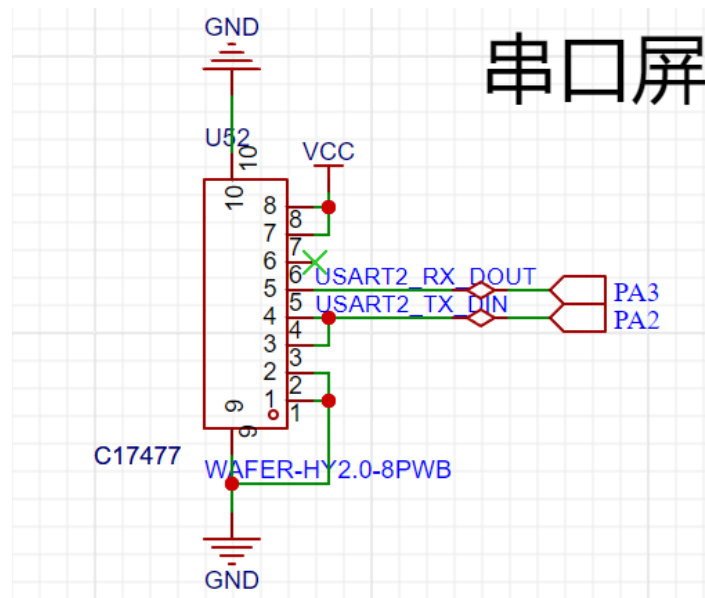 GND
串口屏
U52
10
VCC
10
8
8
7
7
6
6
USART2_RX_DOUT
5
PA3
5
USART2_TX_DIN
4
PA2
4
3
3
2
2
1
1
9
9
C17477
WAFER-HY2.0-8PWB
GND